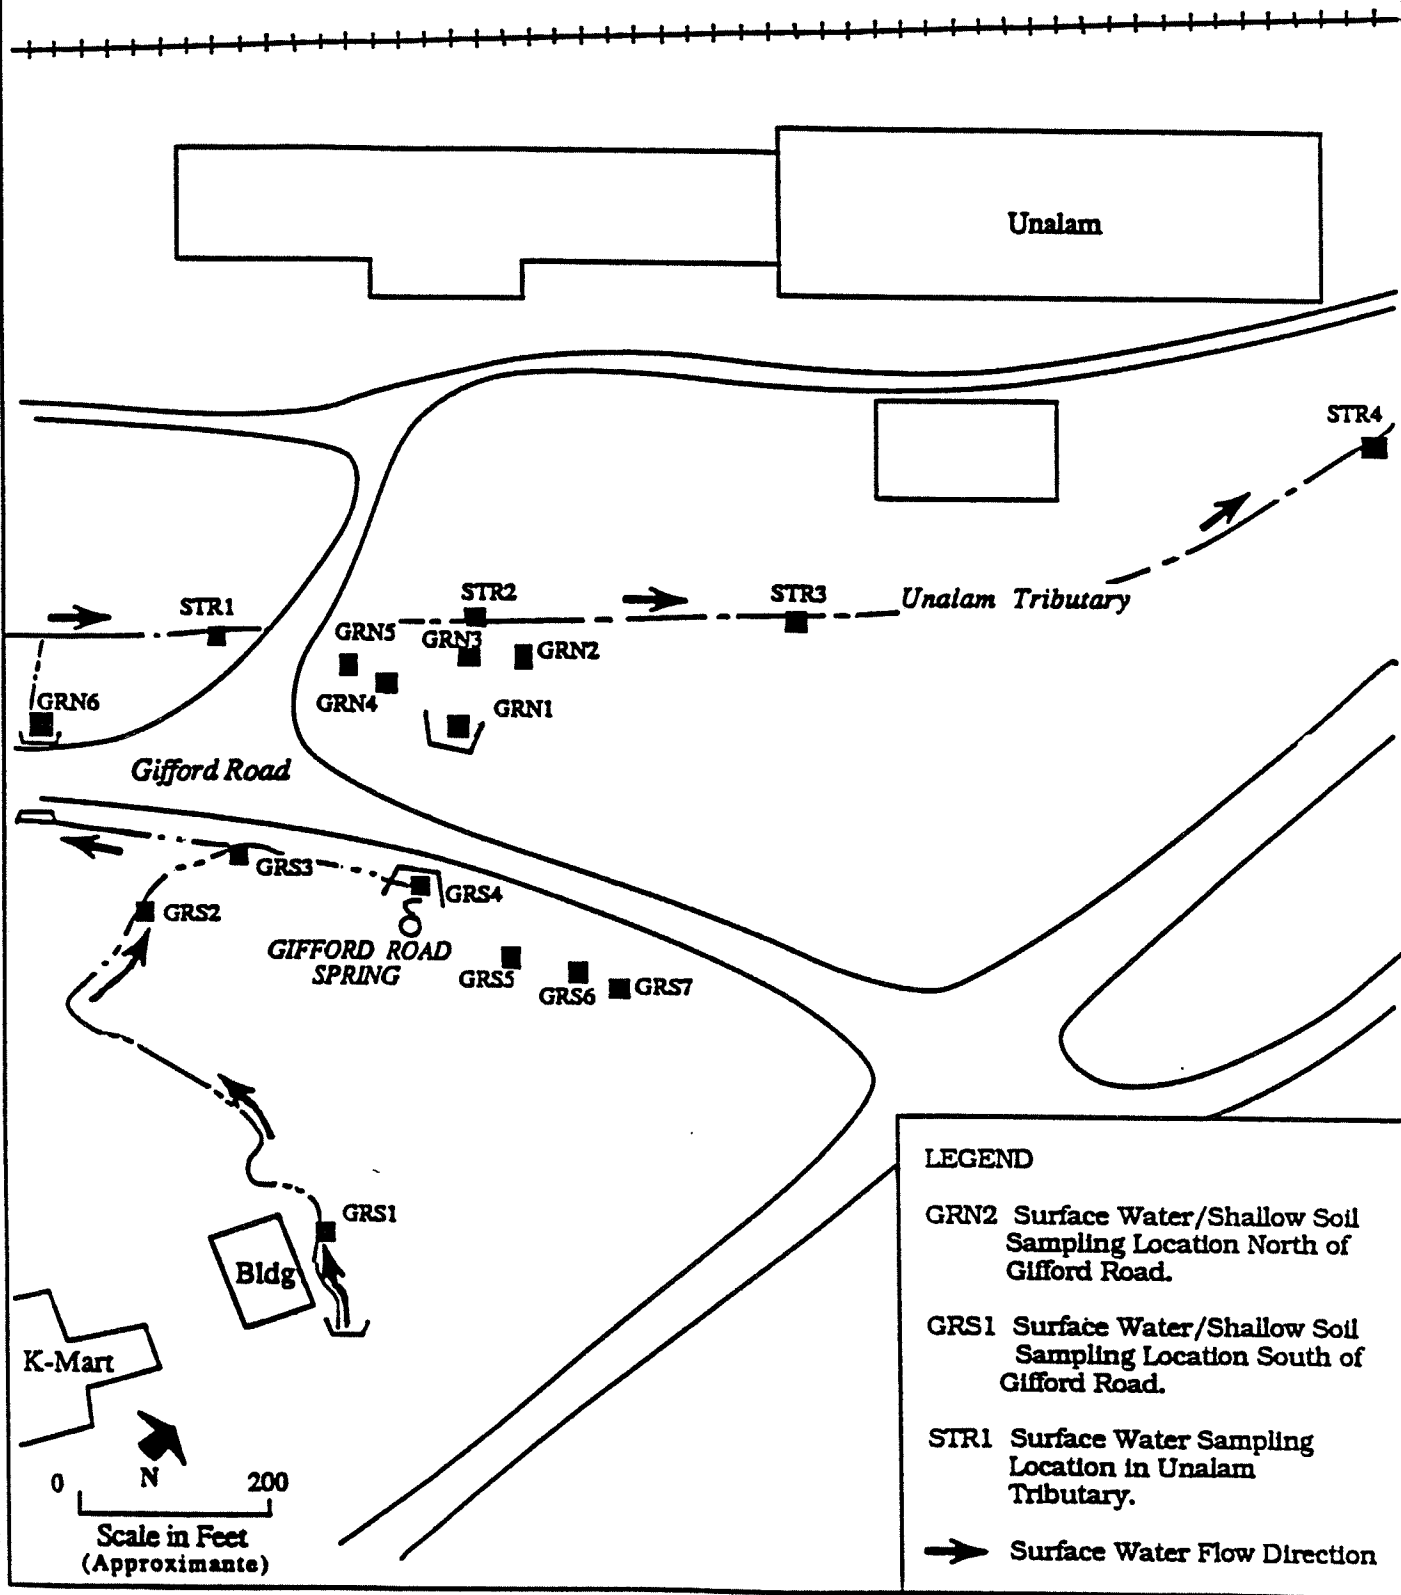 Unalam
STR4
STR1
STR2
STR3
Unalam Tributary
GRN5
GRN3
GRN2
GRN6
GRN4
GRN1
Gifford Road
GRS3
GRS4
GRS2
GIFFORD ROAD
SPRING
GRS5
GRS6
GRS7
GRS1
Bldg
K-Mart
N
0 200
Scale in Feet
(Approximante)
LEGEND
GRN2 Surface Water/Shallow Soil
Sampling Location North of
Gifford Road.
GRS1 Surface Water/Shallow Soil
Sampling Location South of
Gifford Road.
STR1 Surface Water Sampling
Location in Unalam
Tributary.
Surface Water Flow Direction